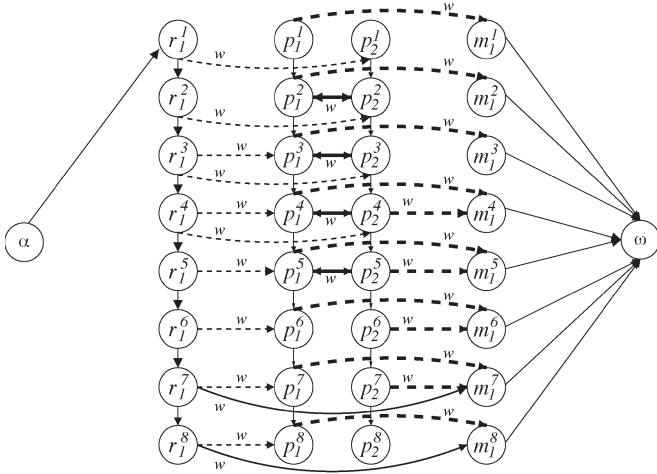 w
r_1^1 p_1^1 p_2^1 m_1^1
w w
r_1^2 p_1^2 p_2^2 m_1^2
w w w
r_1^3 w p_1^3 w p_2^3 m_1^3
w w
r_1^4 w p_1^4 w p_2^4 w m_1^4
α ω
w w
r_1^5 w p_1^5 w p_2^5 w m_1^5
w
r_1^6 w p_1^6 p_2^6 w m_1^6
w
r_1^7 w p_1^7 p_2^7 w m_1^7
w w
r_1^8 w p_1^8 p_2^8 m_1^8
w